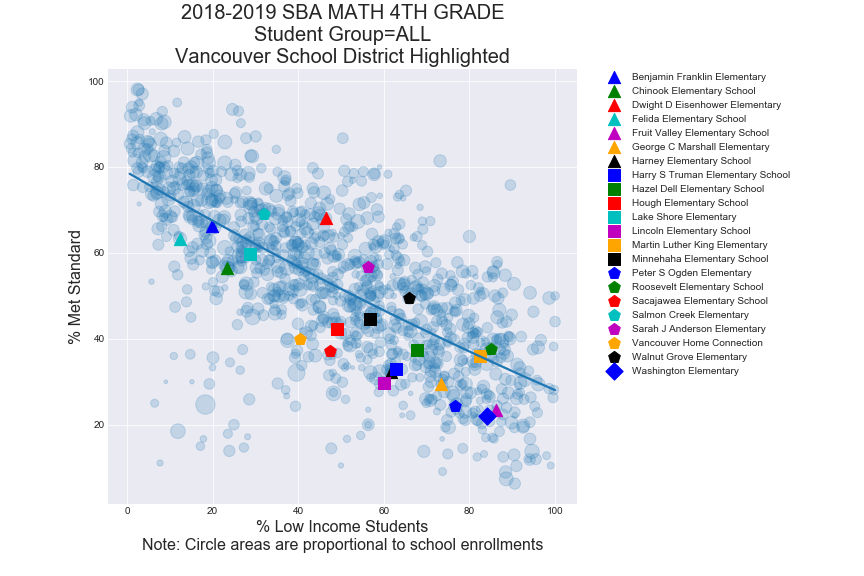 2018-2019 SBA MATH 4TH GRADE
Student Group=ALL
Vancouver School District Highlighted
% Met Standard
100
80
60
40
20
0 20 40 60 80 100
% Low Income Students
Note: Circle areas are proportional to school enrollments
Benjamin Franklin Elementary
Chinook Elementary School
Dwight D Eisenhower Elementary
Felida Elementary School
Fruit Valley Elementary School
George C Marshall Elementary
Harney Elementary School
Harry S Truman Elementary School
Hazel Dell Elementary School
Hough Elementary School
Lake Shore Elementary
Lincoln Elementary School
Martin Luther King Elementary
Minnehaha Elementary School
Peter S Ogden Elementary
Roosevelt Elementary School
Sacajawea Elementary School
Salmon Creek Elementary
Sarah J Anderson Elementary
Vancouver Home Connection
Walnut Grove Elementary
Washington Elementary